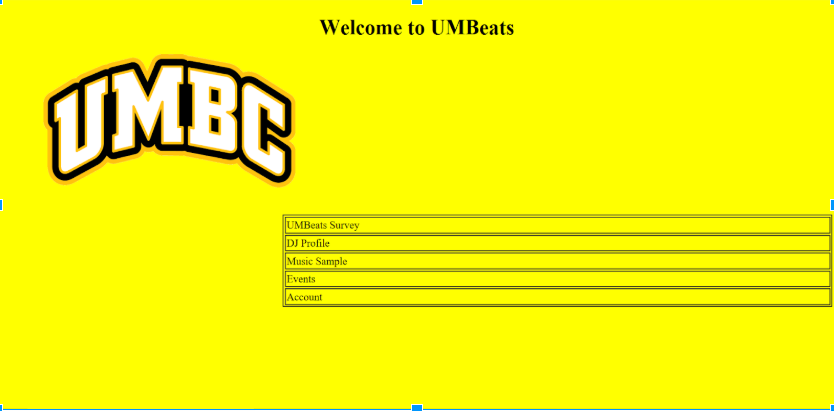 Welcome to UMBeats
UMBC
UMBeats Survey
DJ Profile
Music Sample
Events
Account